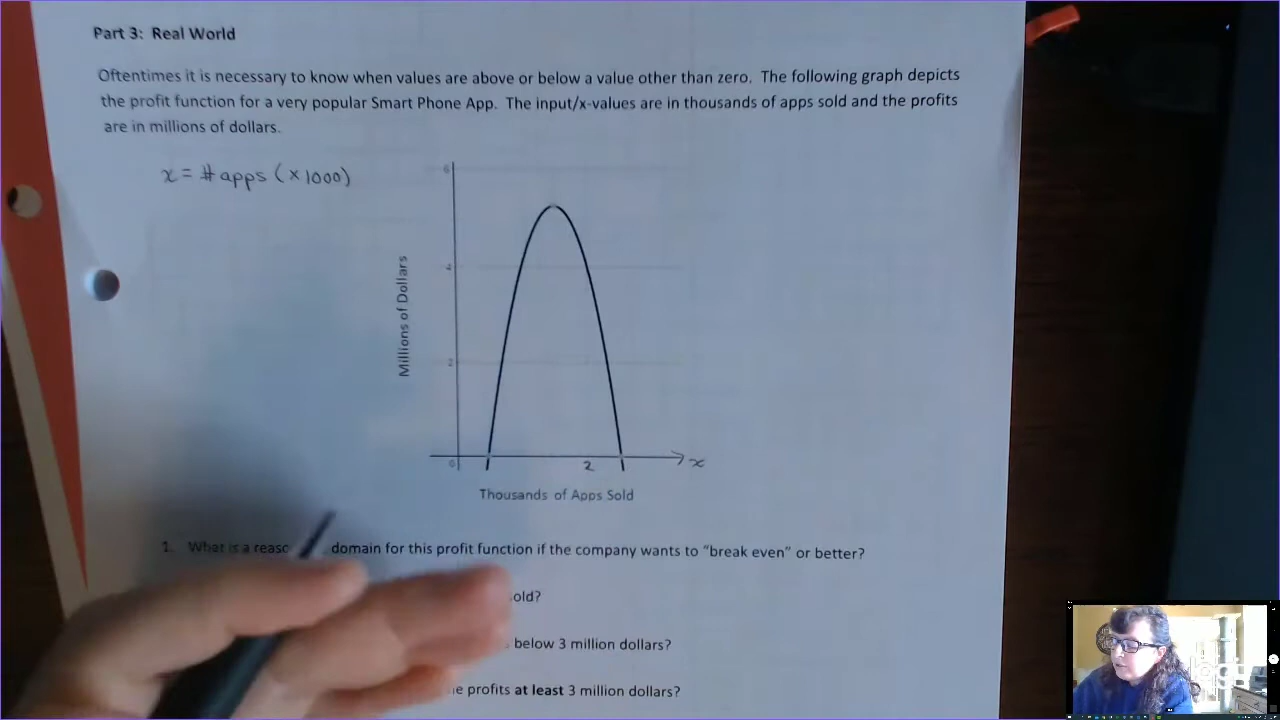 Part 3: Real World
Oftentimes it is necessary to know when values are above or below a value other than zero. The following graph depicts
the profit function for a very popular Smart Phone App. The input/x-values are in thousands of apps sold and the profits
are in millions of dollars.
x = # apps (× 1000)
6
4
2
Millions of Dollars
0
2
x
Thousands of Apps Sold
1. What is a domain for this profit function if the company wants to "break even" or better?
below 3 million dollars?
profits at least 3 million dollars?